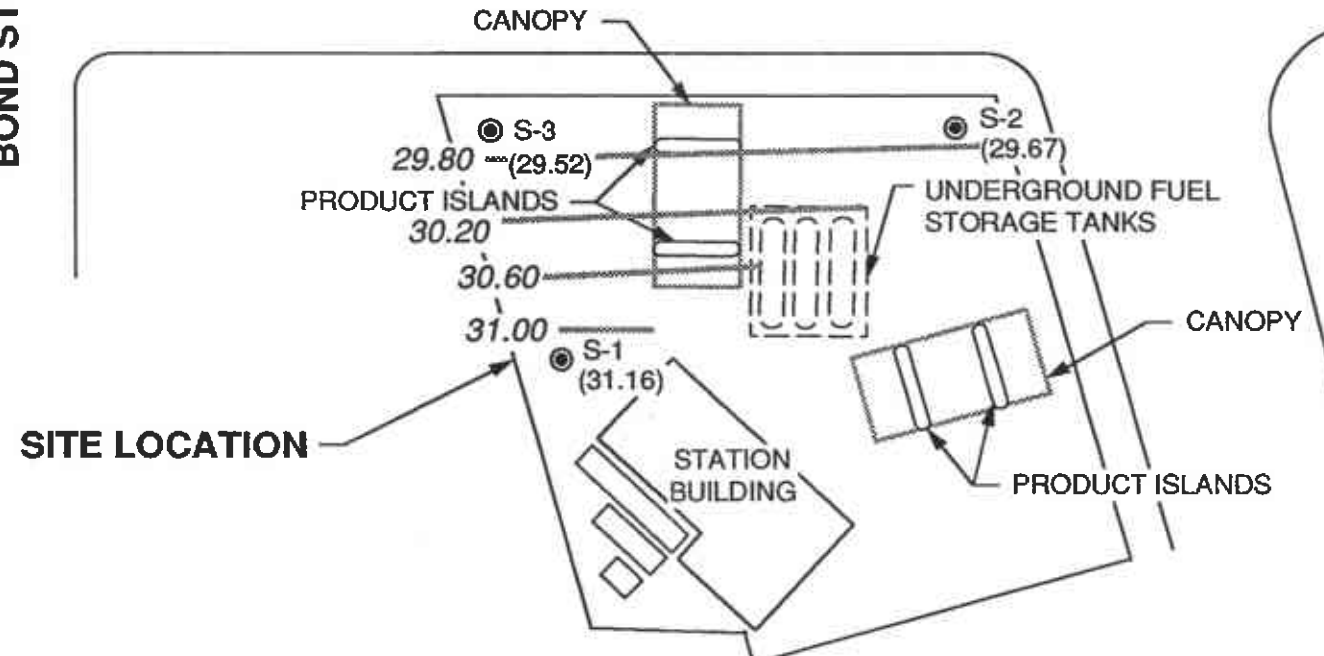 BOND ST
CANOPY
S-3
(29.52)
S-2
(29.67)
29.80
PRODUCT ISLANDS
30.20
UNDERGROUND FUEL
STORAGE TANKS
30.60
31.00
S-1
(31.16)
CANOPY
SITE LOCATION
STATION
BUILDING
PRODUCT ISLANDS